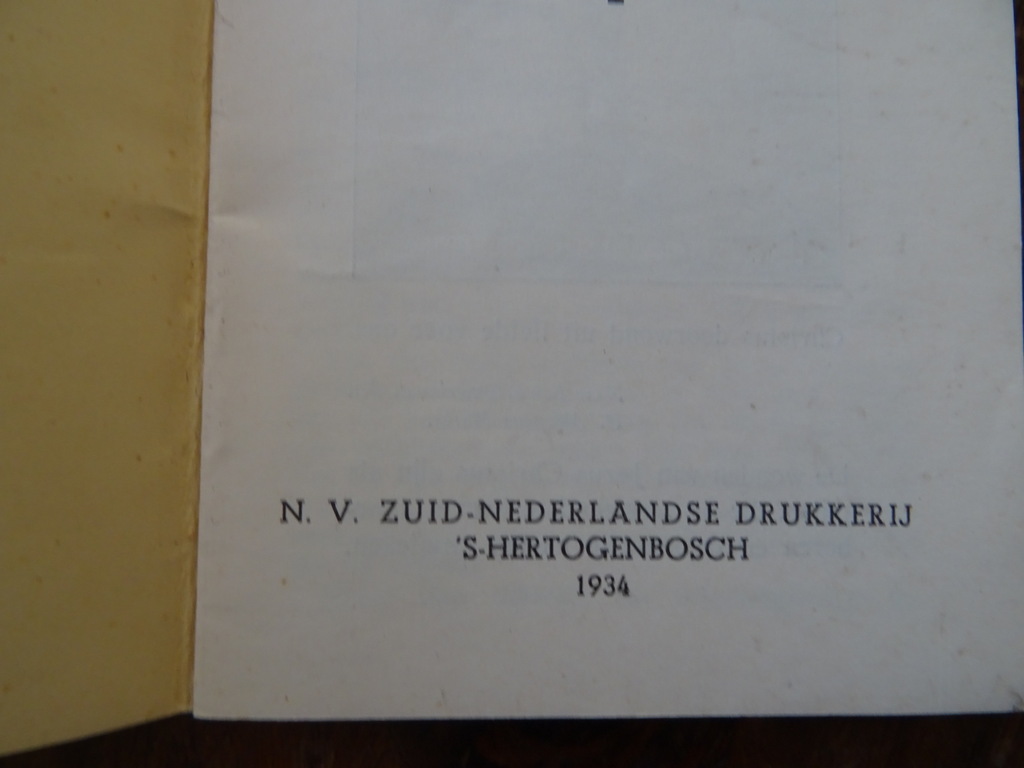 N. V. ZUID-NEDERLANDSE DRUKKERIJ
'S-HERTOGENBOSCH
1934